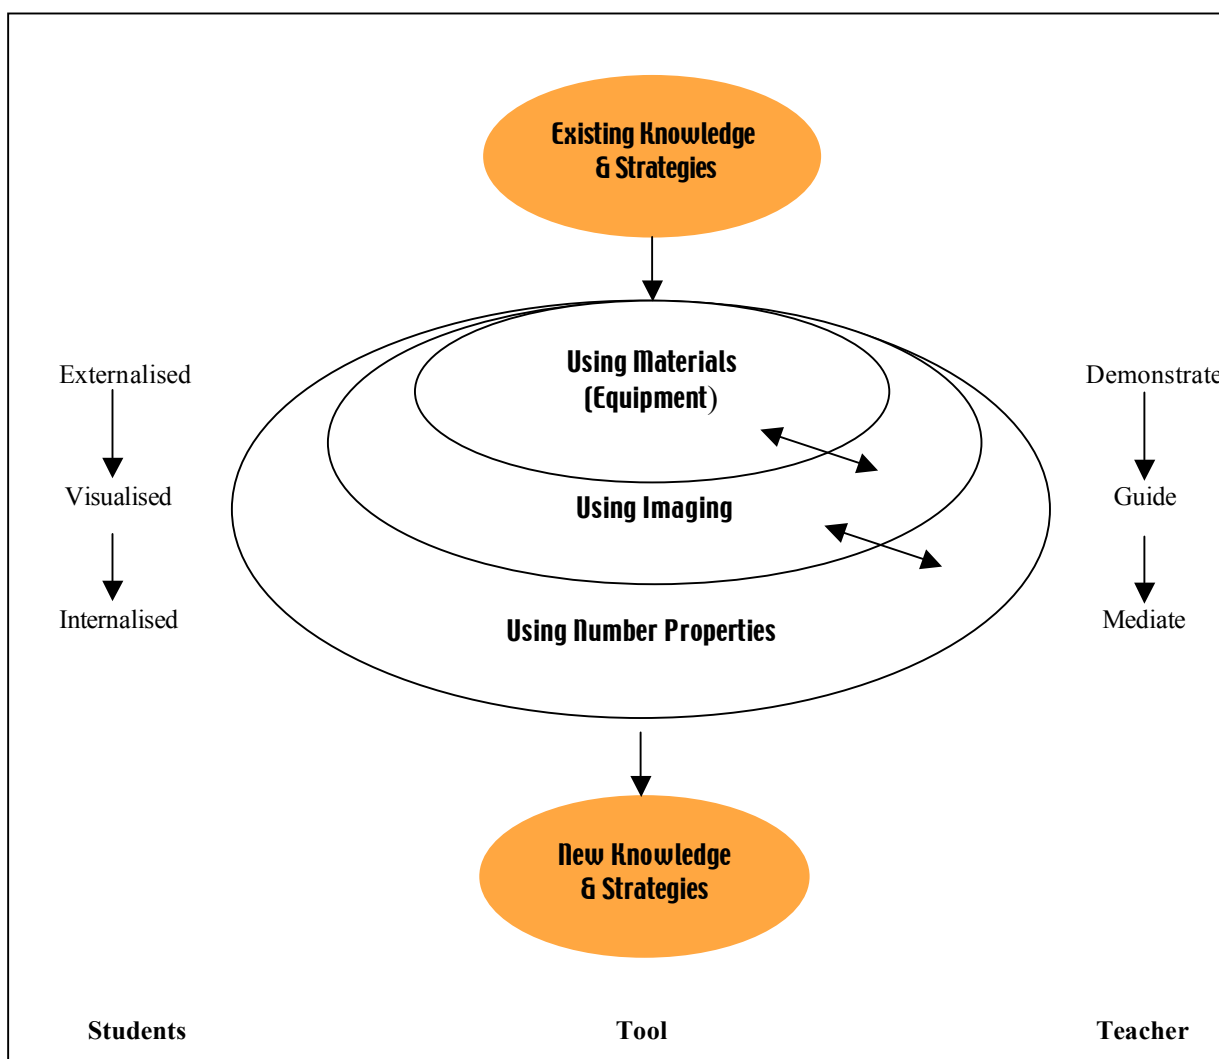 Existing Knowledge
& Strategies
Using Materials
(Equipment)
Externalised
Demonstrate
Visualised
Using Imaging
Guide
Internalised
Using Number Properties
Mediate
New Knowledge
& Strategies
Students
Tool
Teacher